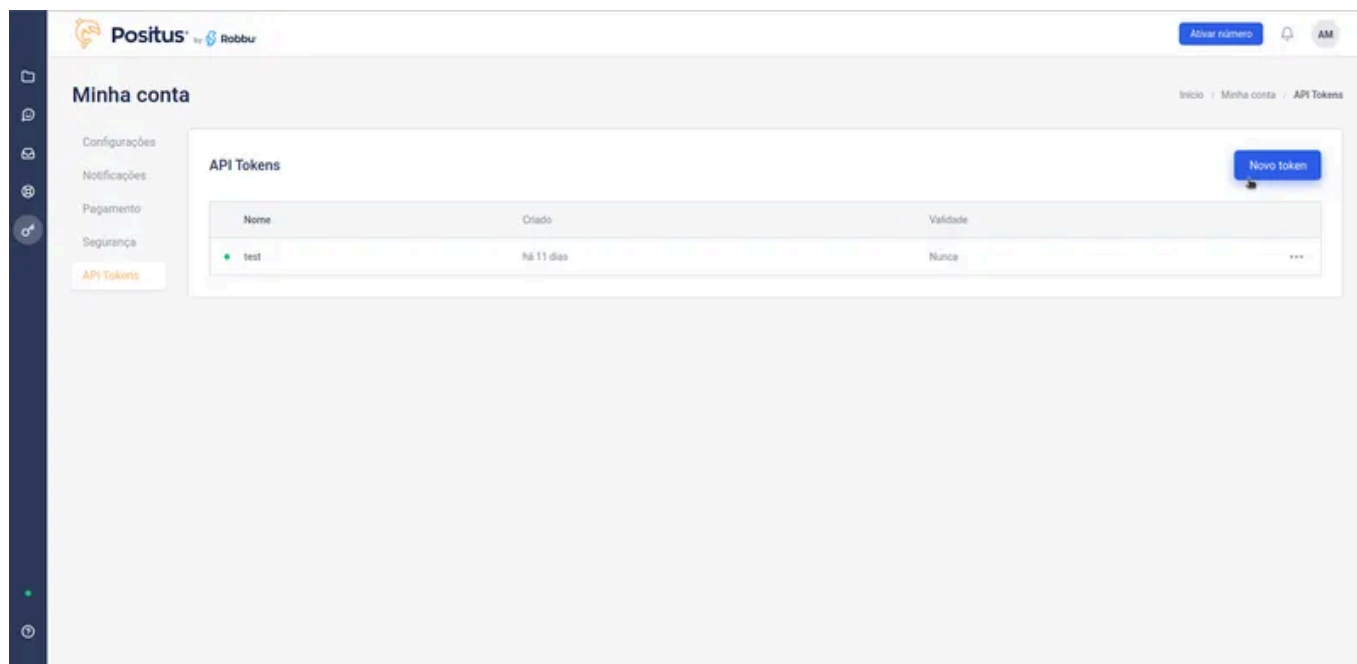 Positus by Robbu
Ativar número
AM
Minha conta
Início / Minha conta / API Tokens
Configurações
Notificações
Pagamento
Segurança
API Tokens
API Tokens
Novo token
Nome Criado Validade
test há 11 dias Nunca